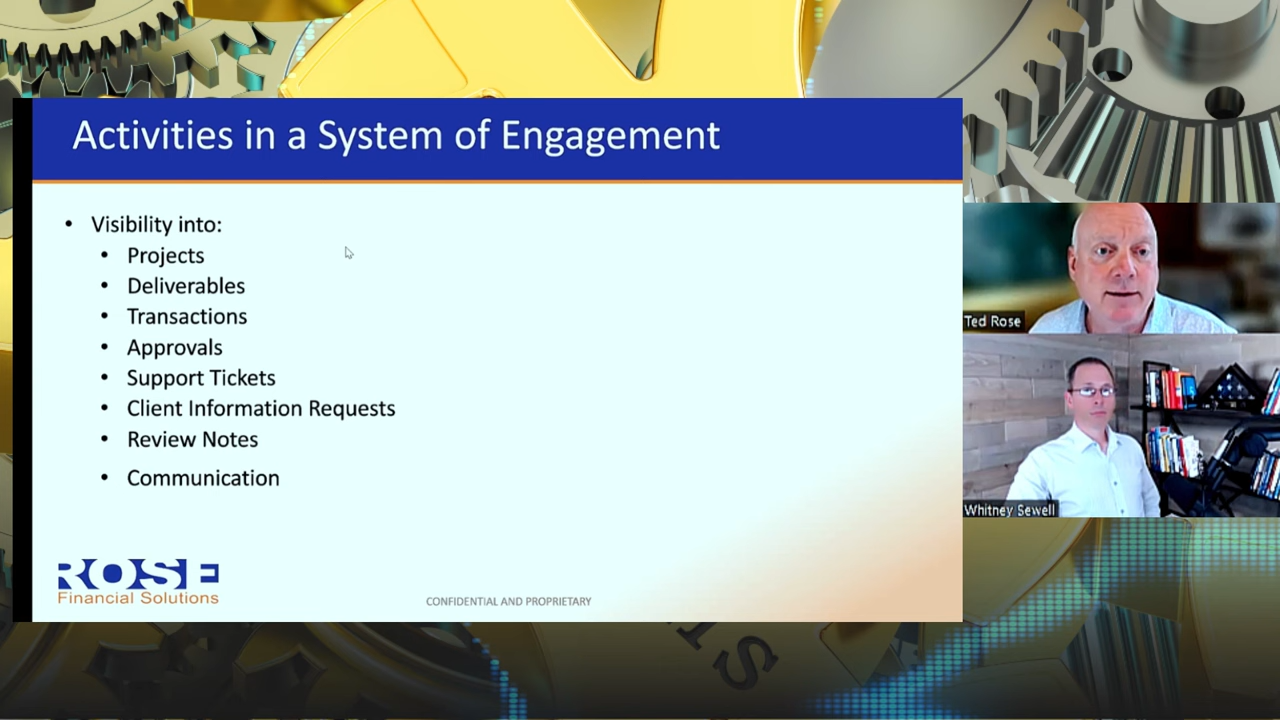 Activities in a System of Engagement
• Visibility into:
• Projects
• Deliverables
• Transactions
• Approvals
• Support Tickets
• Client Information Requests
• Review Notes
• Communication
ROSE
Financial Solutions
CONFIDENTIAL AND PROPRIETARY
Ted Rose
Whitney Sewell